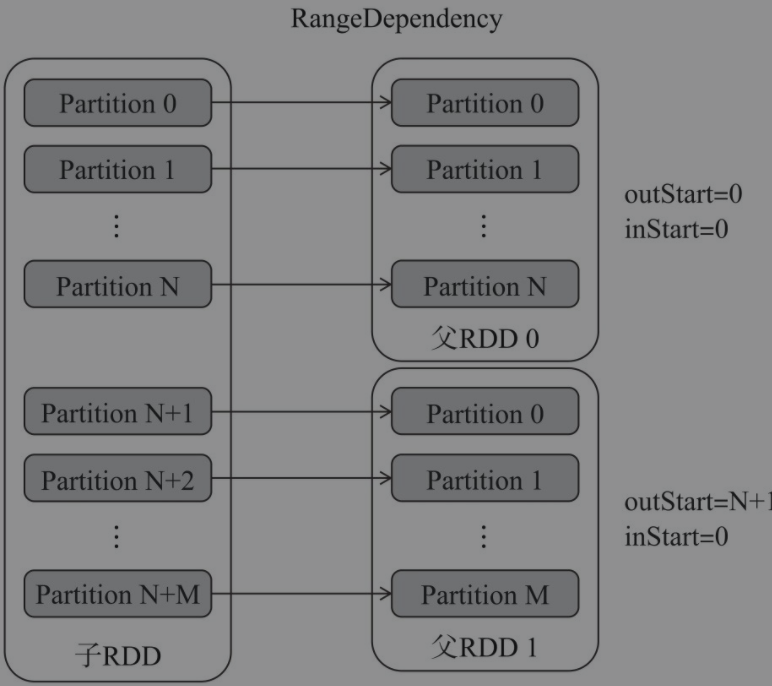 RangeDependency
Partition 0
Partition 1
⋮
Partition N
Partition N+1
Partition N+2
⋮
Partition N+M
子RDD
Partition 0
Partition 1
⋮
Partition N
父RDD 0
Partition 0
Partition 1
⋮
Partition M
父RDD 1
outStart=0
inStart=0
outStart=N+1
inStart=0